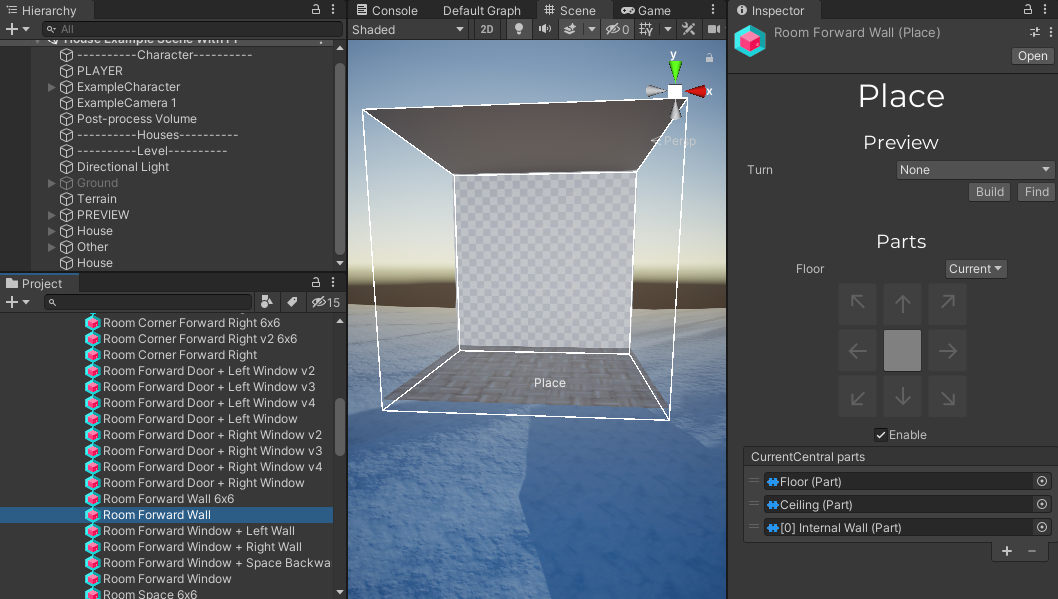 Hierarchy
All
House Example Scene With FP
----------Character----------
PLAYER
ExampleCharacter
ExampleCamera 1
Post-process Volume
----------Houses----------
----------Level----------
Directional Light
Ground
Terrain
PREVIEW
House
Other
House
Project
15
Room Corner Forward Right 6x6
Room Corner Forward Right v2 6x6
Room Corner Forward Right
Room Forward Door + Left Window v2
Room Forward Door + Left Window v3
Room Forward Door + Left Window v4
Room Forward Door + Left Window
Room Forward Door + Right Window v2
Room Forward Door + Right Window v3
Room Forward Door + Right Window v4
Room Forward Door + Right Window
Room Forward Wall 6x6
Room Forward Wall
Room Forward Window + Left Wall
Room Forward Window + Right Wall
Room Forward Window + Space Backwa
Room Forward Window
Room Space 6x6
Console
Default Graph
Scene
Game
Shaded
2D
0
y
x
Persp
Place
Inspector
Room Forward Wall (Place)
Open
Place
Preview
Turn
None
Build
Find
Parts
Floor
Current
Enable
CurrentCentral parts
Floor (Part)
Ceiling (Part)
[0] Internal Wall (Part)